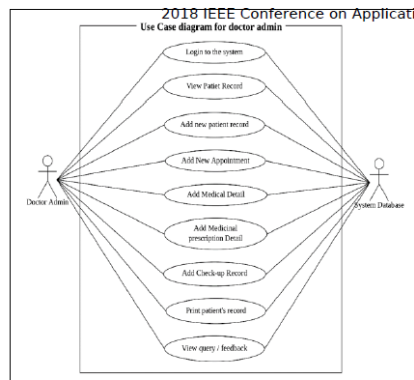 2018 IEEE Conference on Applicati
Use Case diagram for doctor admin
Login to the system
View Patiet Record
Add new patient record
Add New Appointment
Add Medical Detail
Doctor Admin
System Database
Add Medicinal
prescription Detail
Add Check-up Record
Print patient's record
View query / feedback